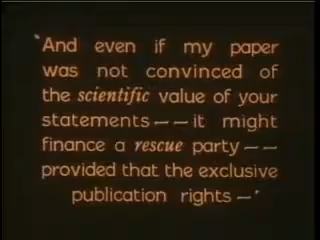 “And even if my paper
was not convinced of
the scientific value of your
statements -- it might
finance a rescue party --
provided that the exclusive
publication rights -”